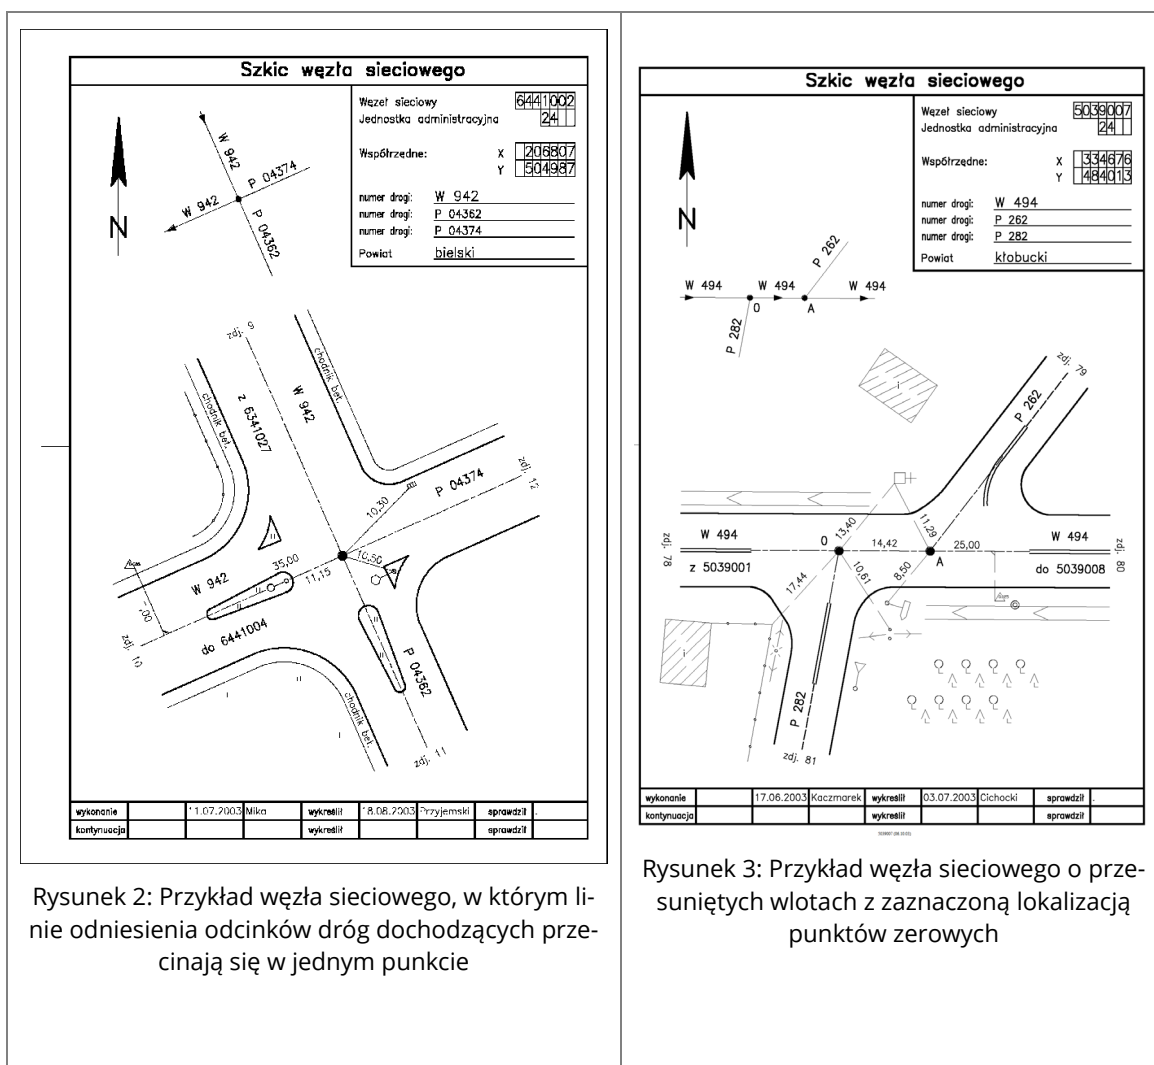 Szkic węzła sieciowego
Węzeł sieciowy 6441002
Jednostka administracyjna 24
Współrzędne: X 206807
Y 504987
numer drogi: W 942
numer drogi: P 04362
numer drogi: P 04374
Powiat bielski
N
W 942
P 04374
W 942
P 04362
zdj. 9
chodnik bet.
W 942
z 6341027
chodnik bet.
P 04374
zdj. 12
10,30
10,50
35,00
11,15
W 942
do 6441004
zdj. 10
P 04362
chodnik bet.
zdj. 11
wykonanie 11.07.2003 Mika wykreślił 18.08.2003 Przyjemski sprawdził
kontynuacja wykreślił sprawdził
Rysunek 2: Przykład węzła sieciowego, w którym li-
nie odniesienia odcinków dróg dochodzących prze-
cinają się w jednym punkcie
Szkic węzła sieciowego
Węzeł sieciowy 5039007
Jednostka administracyjna 24
Współrzędne: X 334676
Y 484013
numer drogi: W 494
numer drogi: P 262
numer drogi: P 282
Powiat kłobucki
N
P 262
W 494 W 494 W 494
0 A
P 282
zdj. 79
P 262
i
W 494
0
13,40
11,29
14,42
25,00
A
W 494
zdj. 78
z 5039001
17,44
10,61
8,50
do 5039008
zdj. 80
i
P 282
zdj. 81
wykonanie 17.06.2003 Kaczmarek wykreślił 03.07.2003 Cichocki sprawdził
kontynuacja wykreślił sprawdził
Rysunek 3: Przykład węzła sieciowego o prze-
suniętych wlotach z zaznaczoną lokalizacją
punktów zerowych